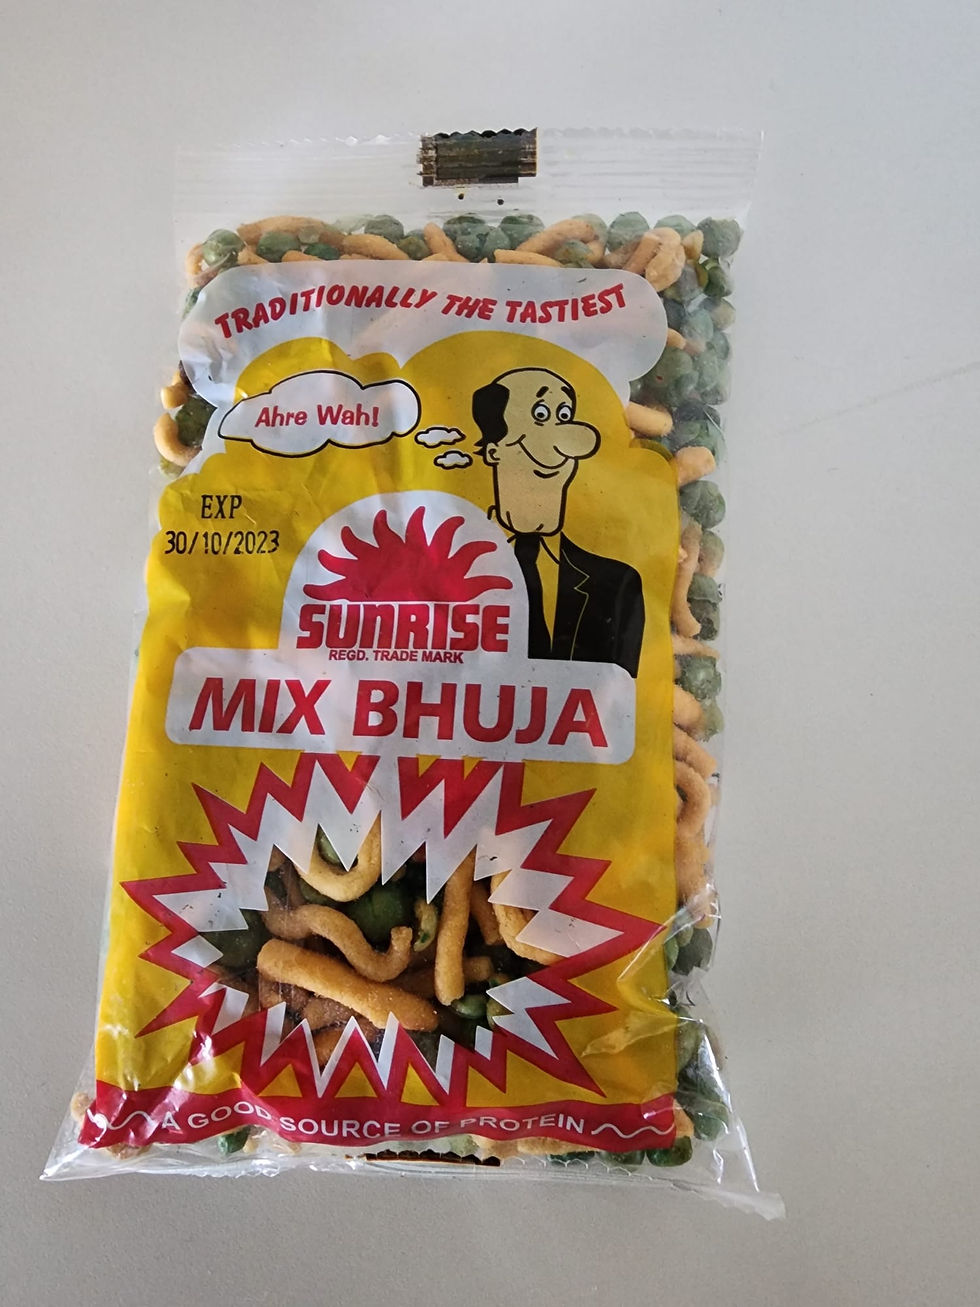 TRADITIONALLY THE TASTIEST
Ahre Wah!
EXP
30/10/2023
SUNRISE
REGD. TRADE MARK
MIX BHUJA
A GOOD SOURCE OF PROTEIN